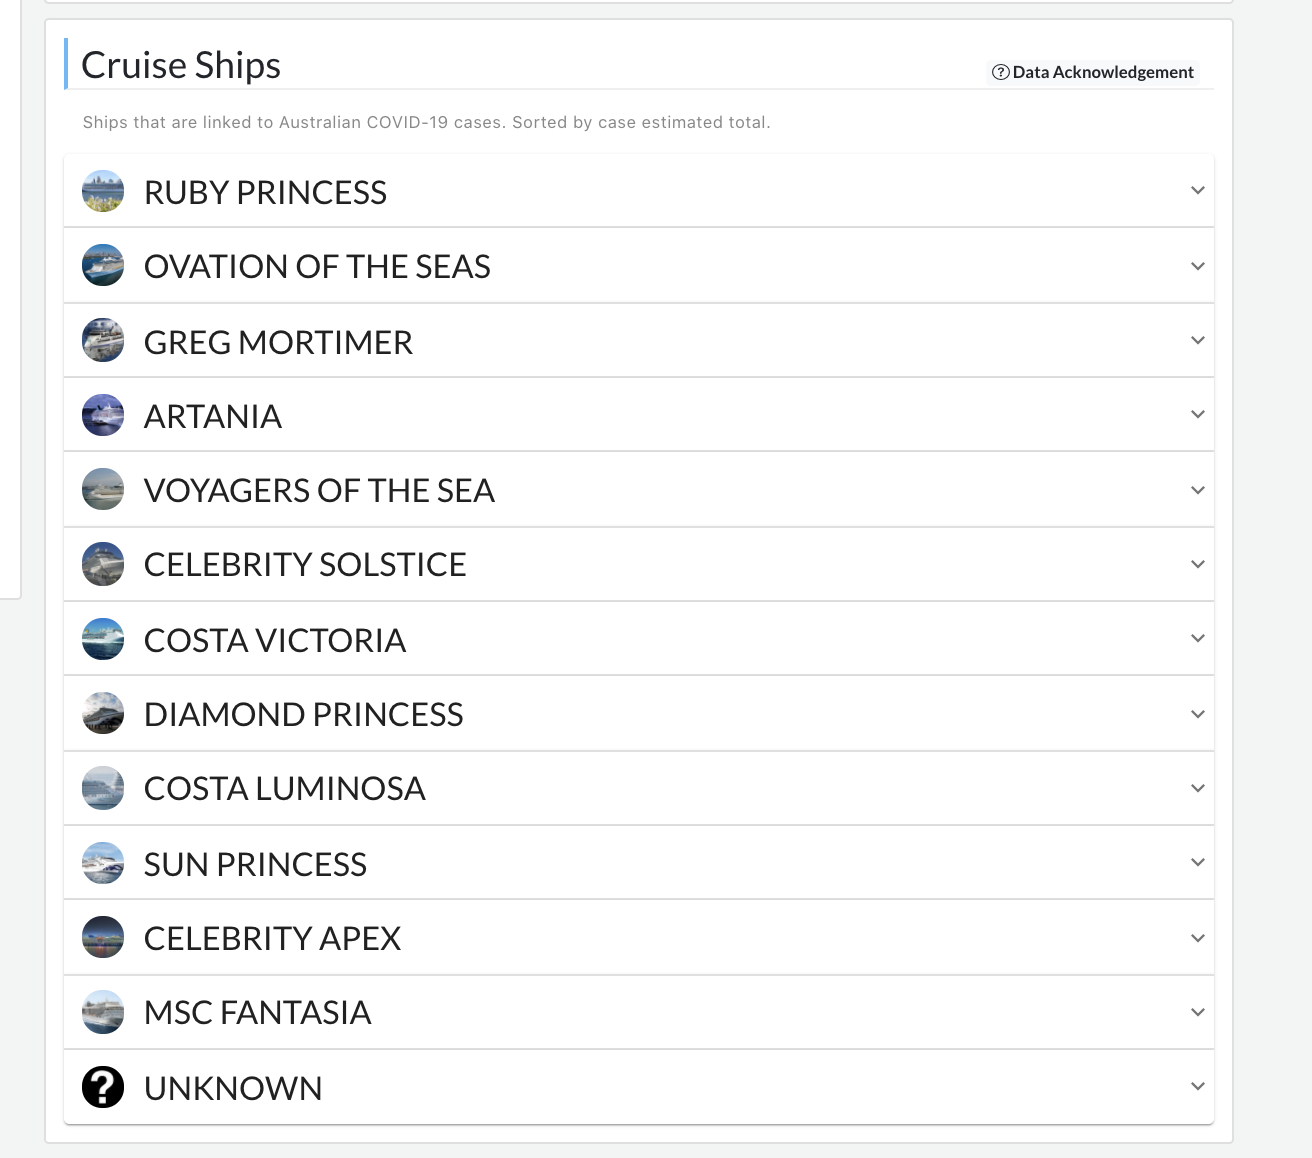 Cruise Ships
Data Acknowledgement
Ships that are linked to Australian COVID-19 cases. Sorted by case estimated total.
RUBY PRINCESS
OVATION OF THE SEAS
GREG MORTIMER
ARTANIA
VOYAGERS OF THE SEA
CELEBRITY SOLSTICE
COSTA VICTORIA
DIAMOND PRINCESS
COSTA LUMINOSA
SUN PRINCESS
CELEBRITY APEX
MSC FANTASIA
UNKNOWN